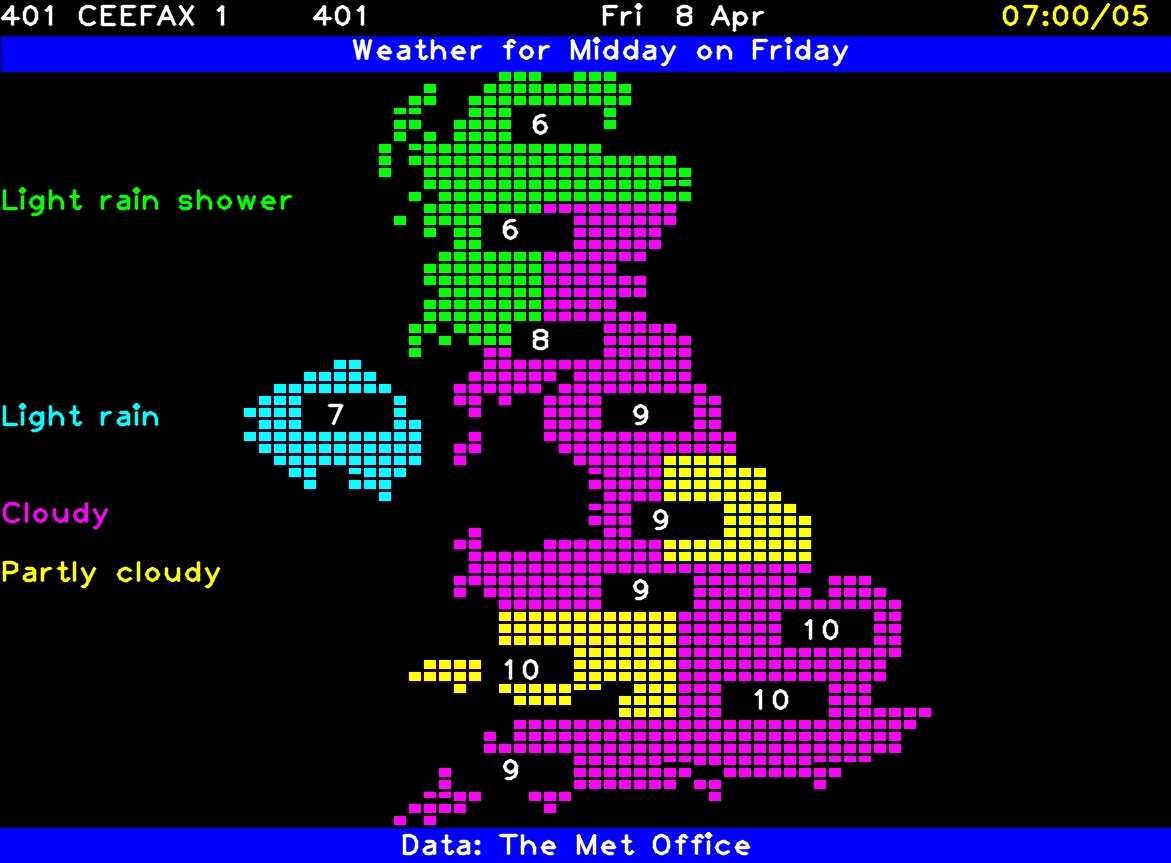 401 CEEFAX 1 401 Fri 8 Apr 07:00/05
Weather for Midday on Friday
6
Light rain shower
6
8
Light rain
7
9
Cloudy
9
Partly cloudy
9
10
10
10
9
Data: The Met Office